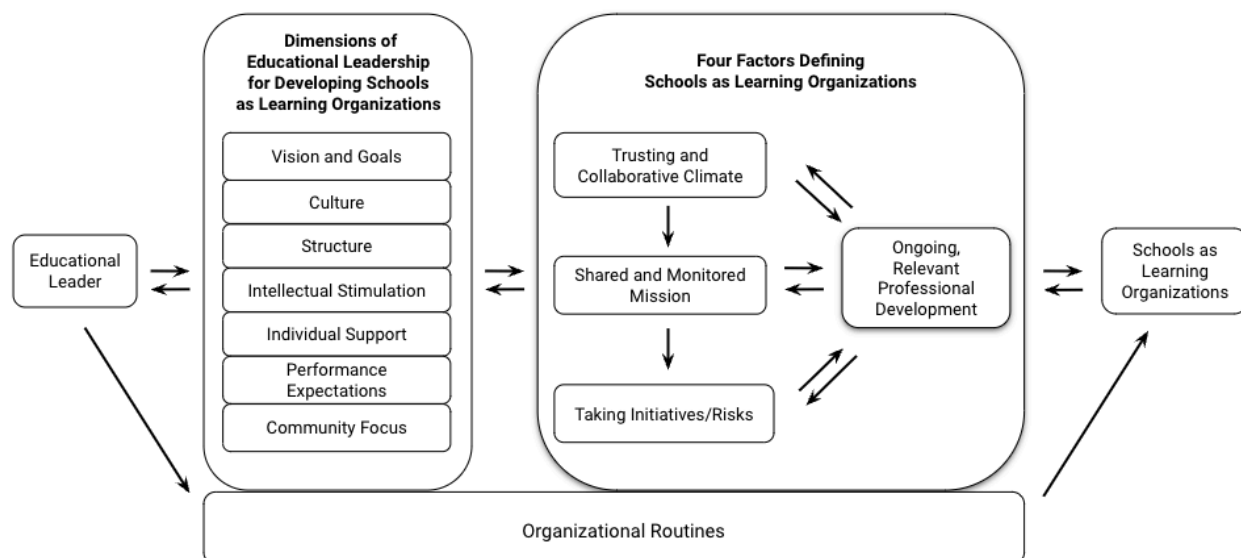 Dimensions of
Educational Leadership
for Developing Schools
as Learning Organizations
Vision and Goals
Culture
Structure
Intellectual Stimulation
Individual Support
Performance
Expectations
Community Focus
Educational
Leader
Four Factors Defining
Schools as Learning Organizations
Trusting and
Collaborative Climate
Shared and Monitored
Mission
Taking Initiatives/Risks
Ongoing,
Relevant
Professional
Development
Schools as
Learning
Organizations
Organizational Routines